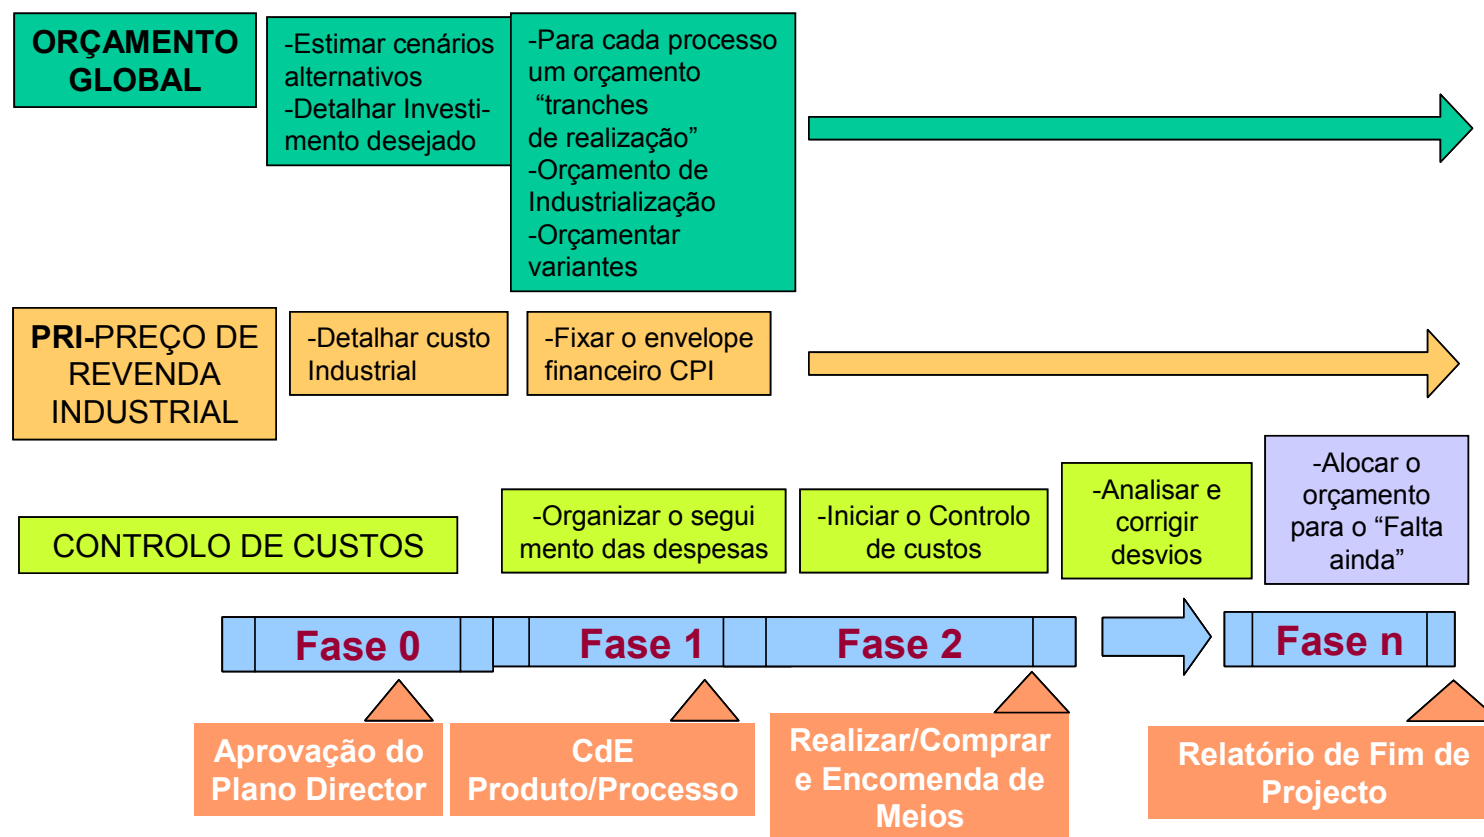 ORÇAMENTO
GLOBAL
-Estimar cenários
alternativos
-Detalhar Investi-
mento desejado
-Para cada processo
um orçamento
“tranches
de realização”
-Orçamento de
Industrialização
-Orçamentar
variantes
PRI-PREÇO DE
REVENDA
INDUSTRIAL
-Detalhar custo
Industrial
-Fixar o envelope
financeiro CPI
CONTROLO DE CUSTOS
-Organizar o segui
mento das despesas
-Iniciar o Controlo
de custos
-Analisar e
corrigir
desvios
-Alocar o
orçamento
para o “Falta
ainda”
Fase 0
Fase 1
Fase 2
Fase n
Aprovação do
Plano Director
CdE
Produto/Processo
Realizar/Comprar
e Encomenda de
Meios
Relatório de Fim de
Projecto